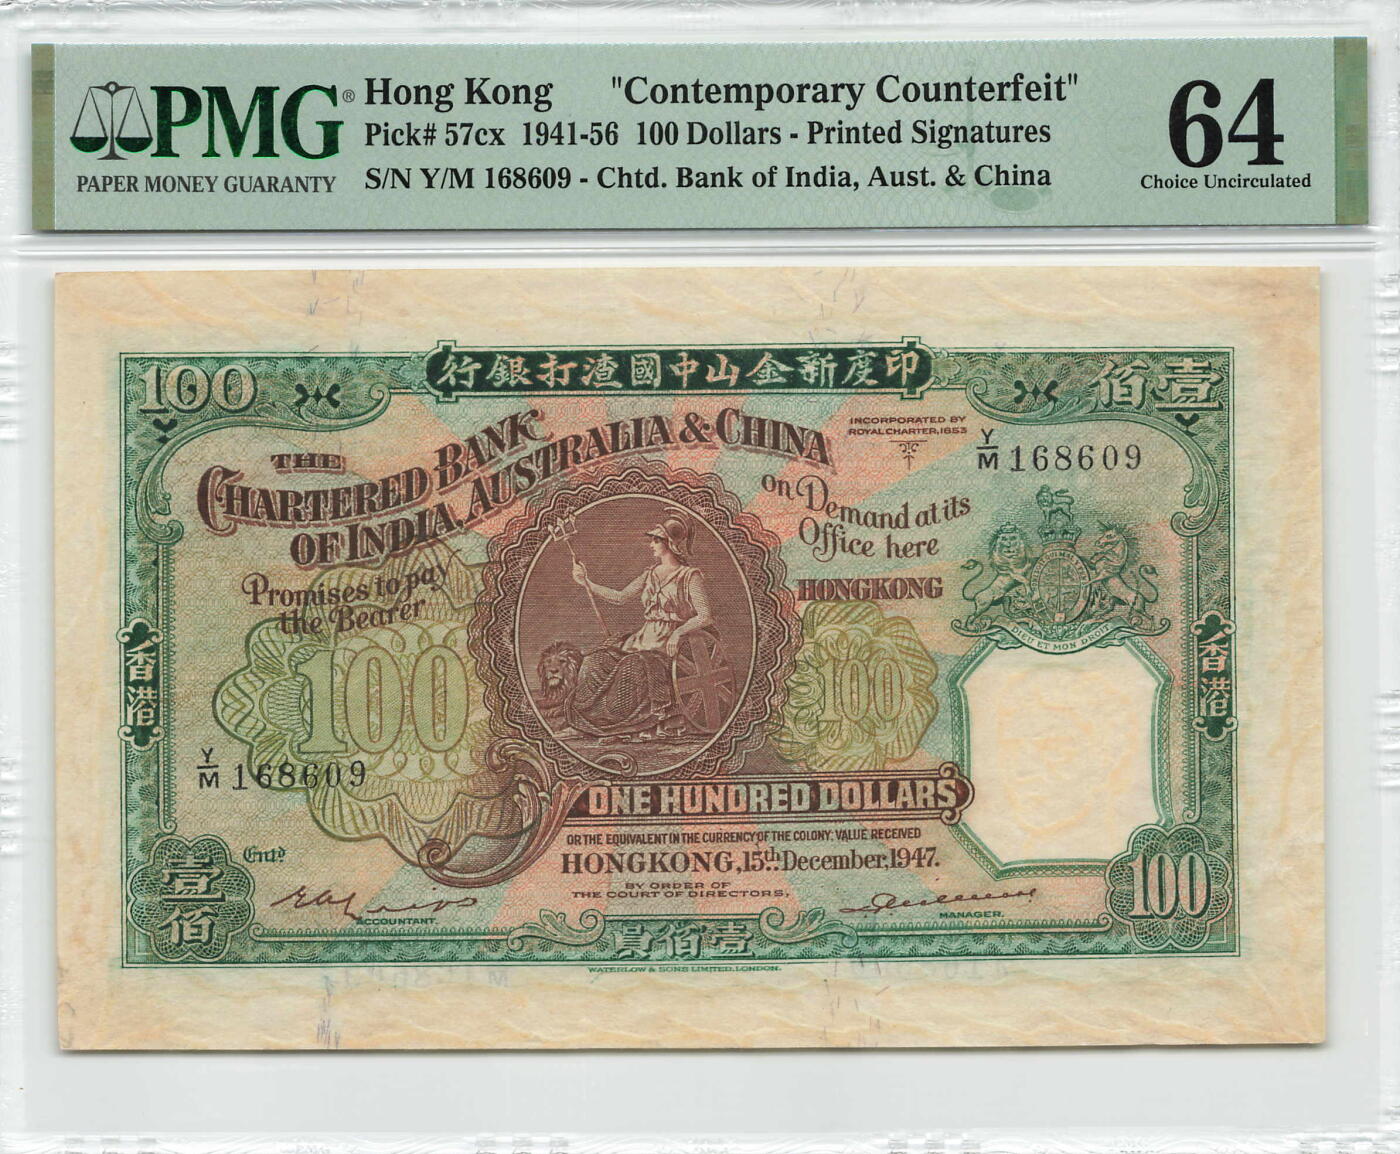 PMG®
PAPER MONEY GUARANTY
Hong Kong "Contemporary Counterfeit"
Pick# 57cx 1941-56 100 Dollars - Printed Signatures
S/N Y/M 168609 - Chtd. Bank of India, Aust. & China
64
Choice Uncirculated
行銀打渣國中山金新度印
100
佰壹
THE
CHARTERED BANK
OF INDIA, AUSTRALIA & CHINA
INCORPORATED BY
ROYAL CHARTER, 1853
Y/M 168609
Promises to pay
the Bearer
on Demand at its
Office here
HONGKONG
DIEU ET MON DROIT
香港
香港
100
100
Y/M 168609
ONE HUNDRED DOLLARS
OR THE EQUIVALENT IN THE CURRENCY OF THE COLONY. VALUE RECEIVED
HONGKONG, 15th December, 1947.
BY ORDER OF
THE COURT OF DIRECTORS,
Entd
壹佰
ACCOUNTANT.
MANAGER.
100
員佰壹
WATERLOW & SONS LIMITED. LONDON.